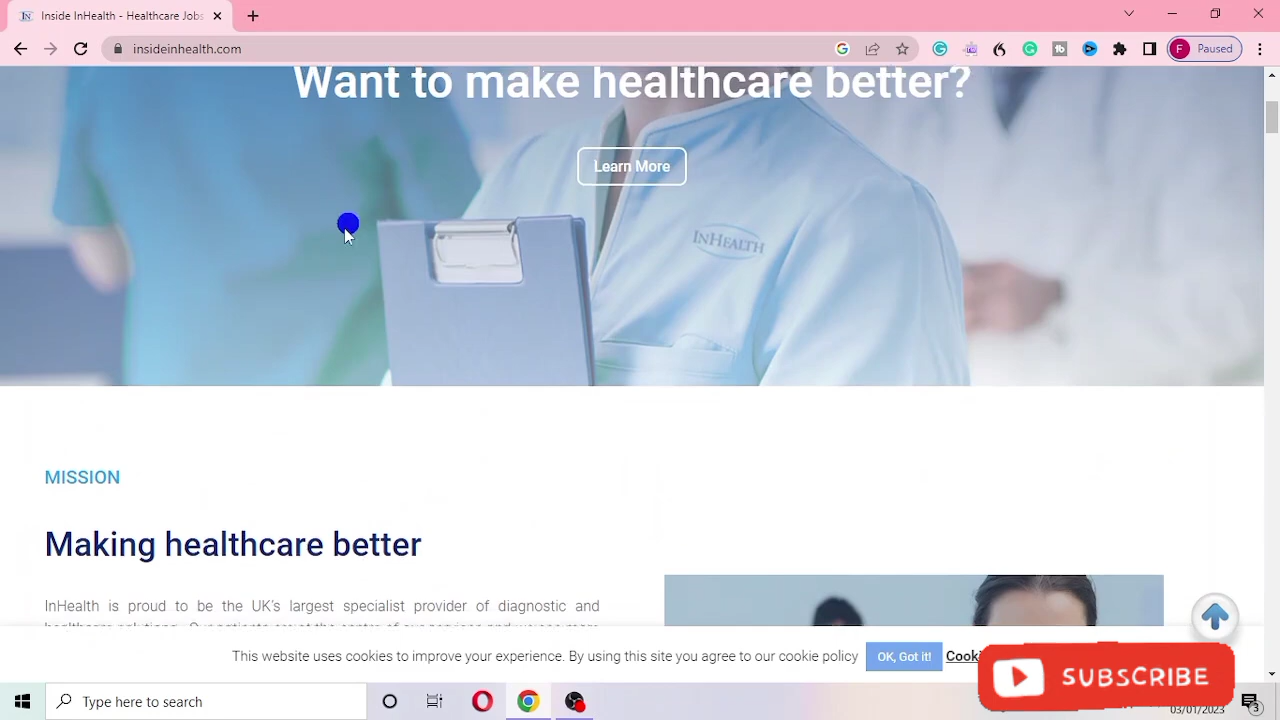 Inside InHealth - Healthcare Jobs
insideinhealth.com
Paused
Want to make healthcare better?
Learn More
INHEALTH
MISSION
Making healthcare better
InHealth is proud to be the UK's largest specialist provider of diagnostic and
This website uses cookies to improve your experience. By using this site you agree to our cookie policy
OK, Got it!
SUBSCRIBE
Type here to search
03/01/2023
3